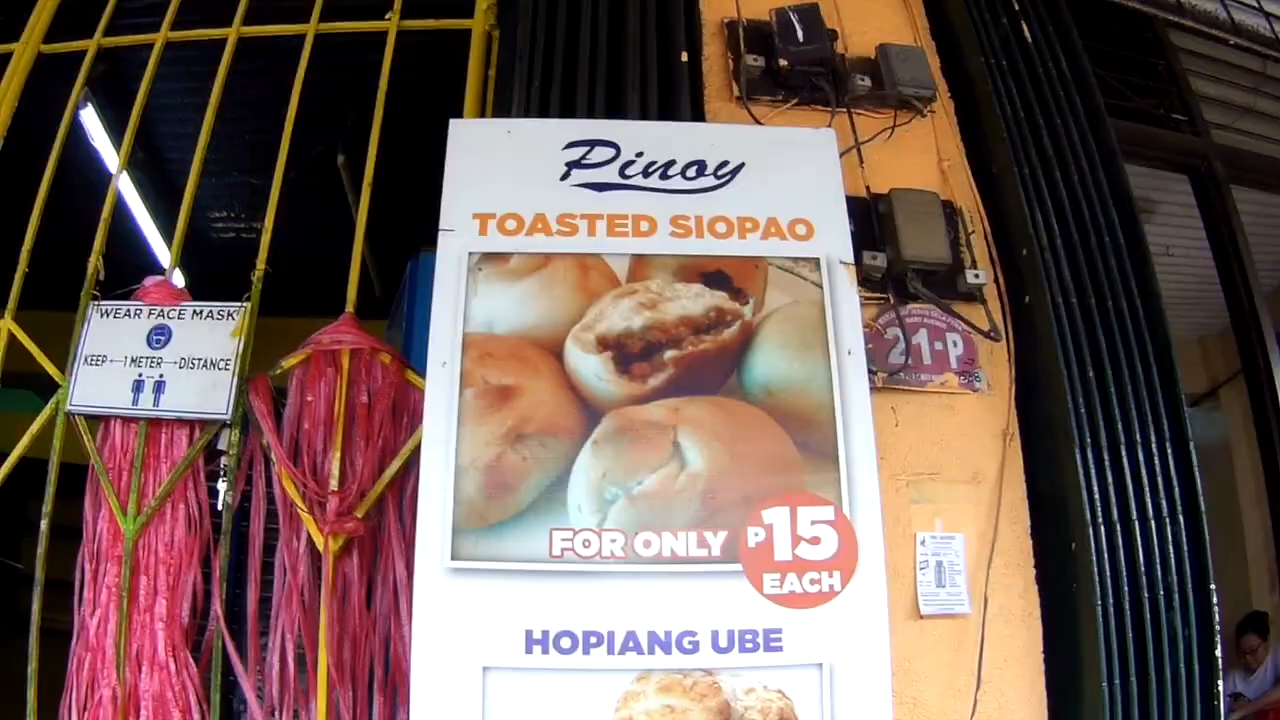 Pinoy
TOASTED SIOPAO
FOR ONLY P15
EACH
HOPIANG UBE
WEAR FACE MASK
KEEP 1 METER DISTANCE
21-P